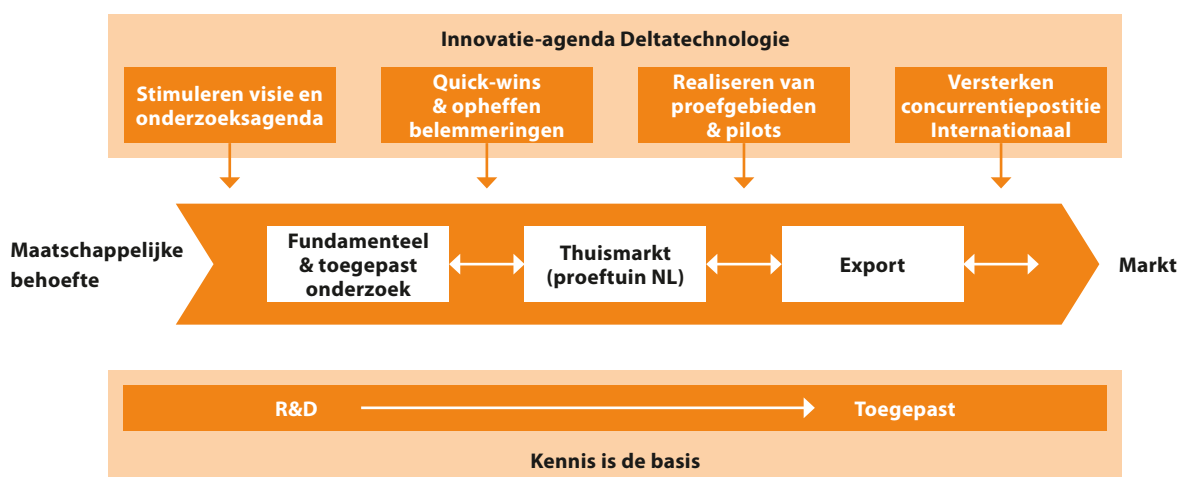 Innovatie-agenda Deltatechnologie
Stimuleren visie en
onderzoeksagenda
Quick-wins
& opheffen
belemmeringen
Realiseren van
proefgebieden
& pilots
Versterken
concurrentiepostitie
Internationaal
Maatschappelijke
behoefte
Fundamenteel
& toegepast
onderzoek
Thuismarkt
(proeftuin NL)
Export
Markt
R&D
Toegepast
Kennis is de basis